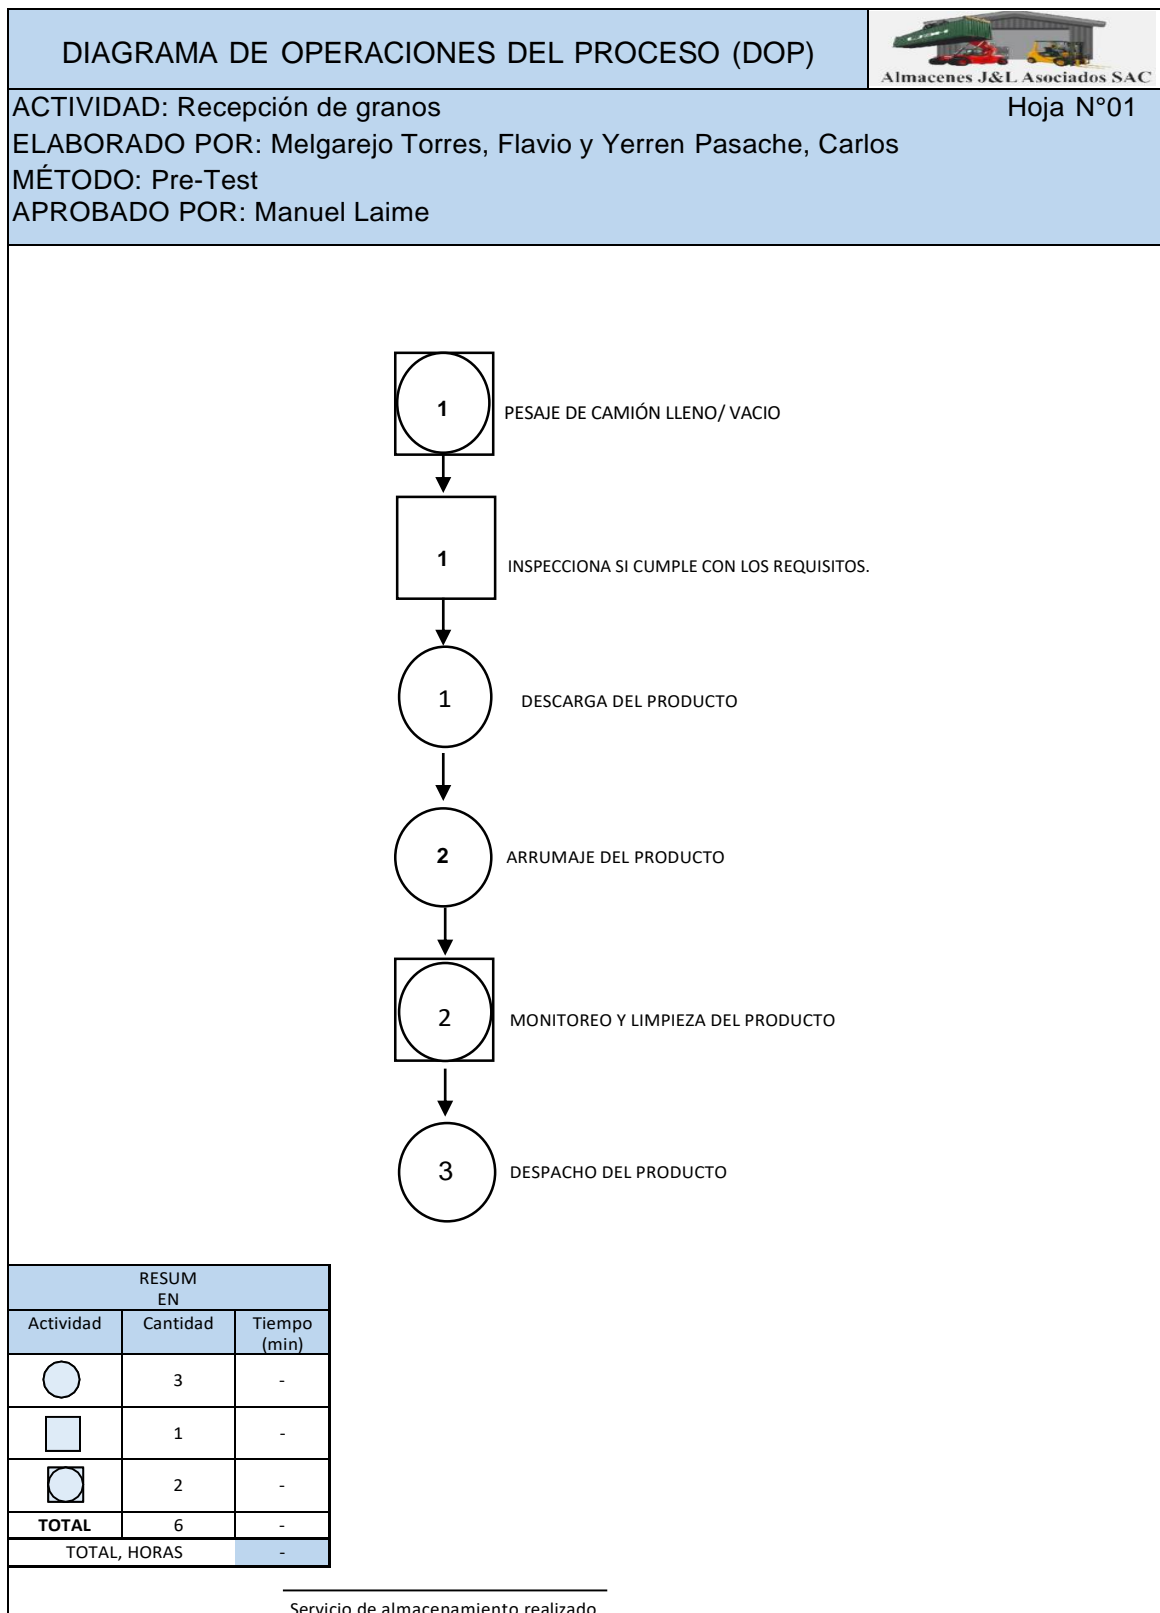 DIAGRAMA DE OPERACIONES DEL PROCESO (DOP)
Almacenes J&L Asociados SAC
ACTIVIDAD: Recepción de granos Hoja N°01
ELABORADO POR: Melgarejo Torres, Flavio y Yerren Pasache, Carlos
MÉTODO: Pre-Test
APROBADO POR: Manuel Laime
1 PESAJE DE CAMIÓN LLENO/ VACIO
1 INSPECCIONA SI CUMPLE CON LOS REQUISITOS.
1 DESCARGA DEL PRODUCTO
2 ARRUMAJE DEL PRODUCTO
2 MONITOREO Y LIMPIEZA DEL PRODUCTO
3 DESPACHO DEL PRODUCTO
RESUM
EN
Actividad Cantidad Tiempo
(min)
3 -
1 -
2 -
TOTAL 6 -
TOTAL, HORAS -
Servicio de almacenamiento realizado